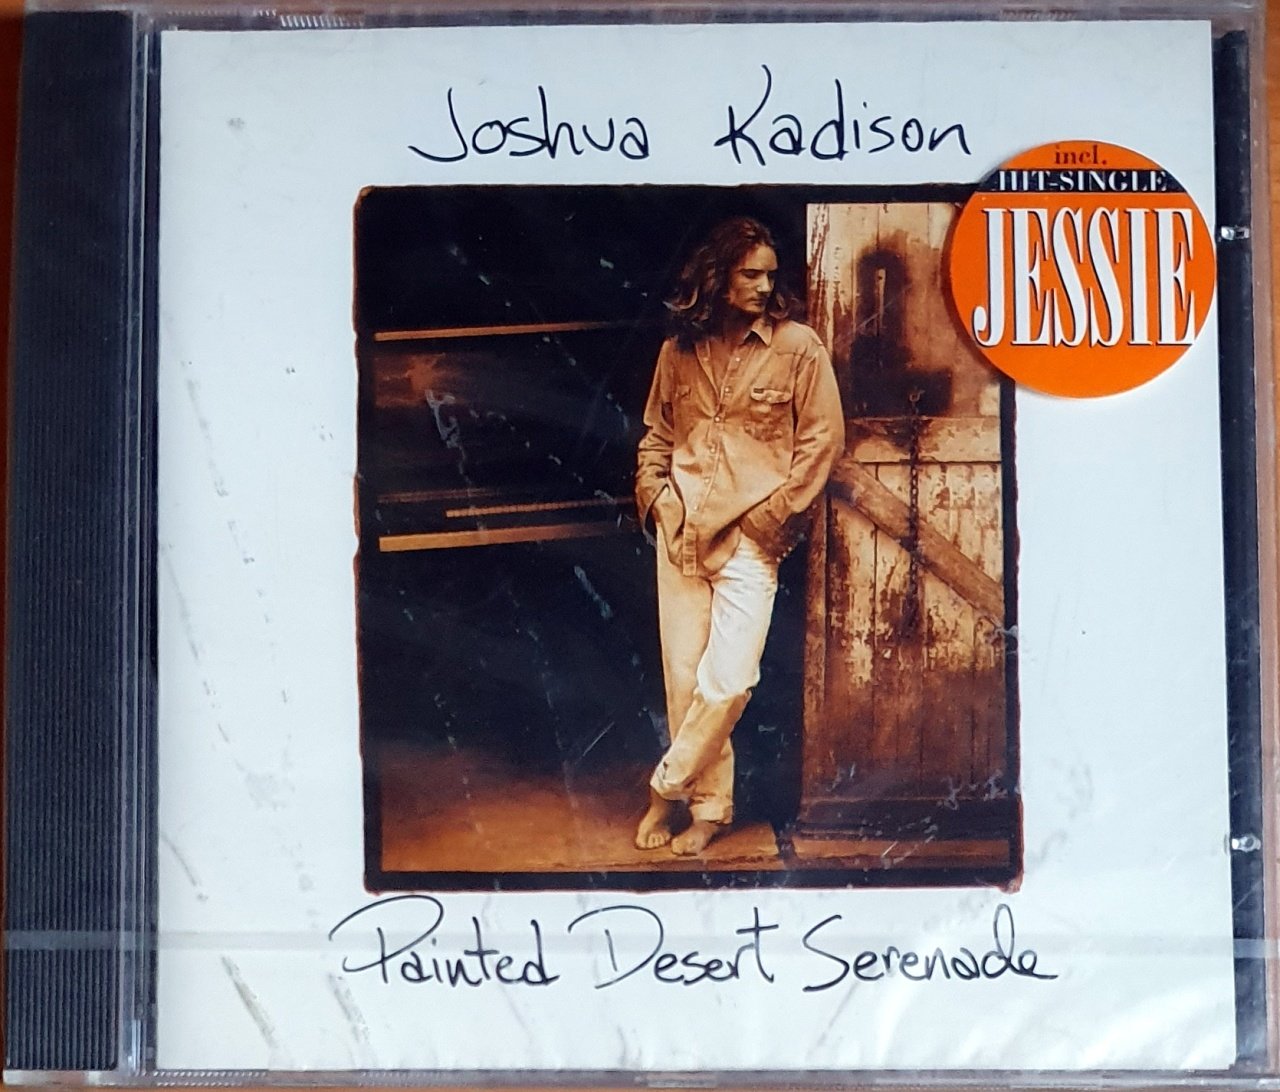 Joshua Kadison
incl.
HIT-SINGLE
JESSIE
Painted Desert Serenade